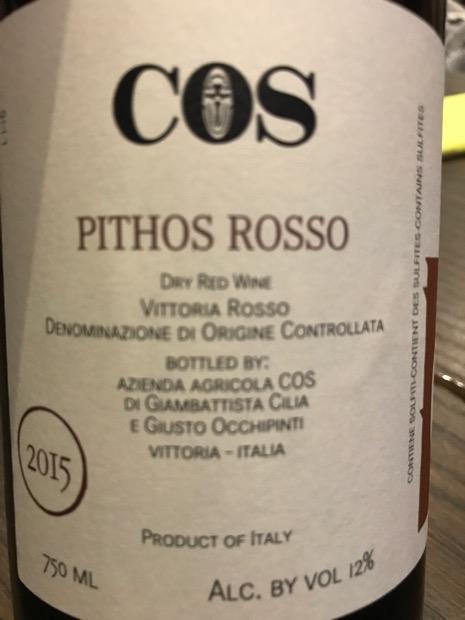 COS
PITHOS ROSSO
DRY RED WINE
VITTORIA ROSSO
DENOMINAZIONE DI ORIGINE CONTROLLATA
BOTTLED BY:
AZIENDA AGRICOLA COS
DI GIAMBATTISTA CILIA
E GIUSTO OCCHIPINTI
VITTORIA - ITALIA
2015
PRODUCT OF ITALY
750 ML
ALC. BY VOL 12%
CONTIENE SOLFITI-CONTIENT DES SULFITES-CONTAINS SULFITES